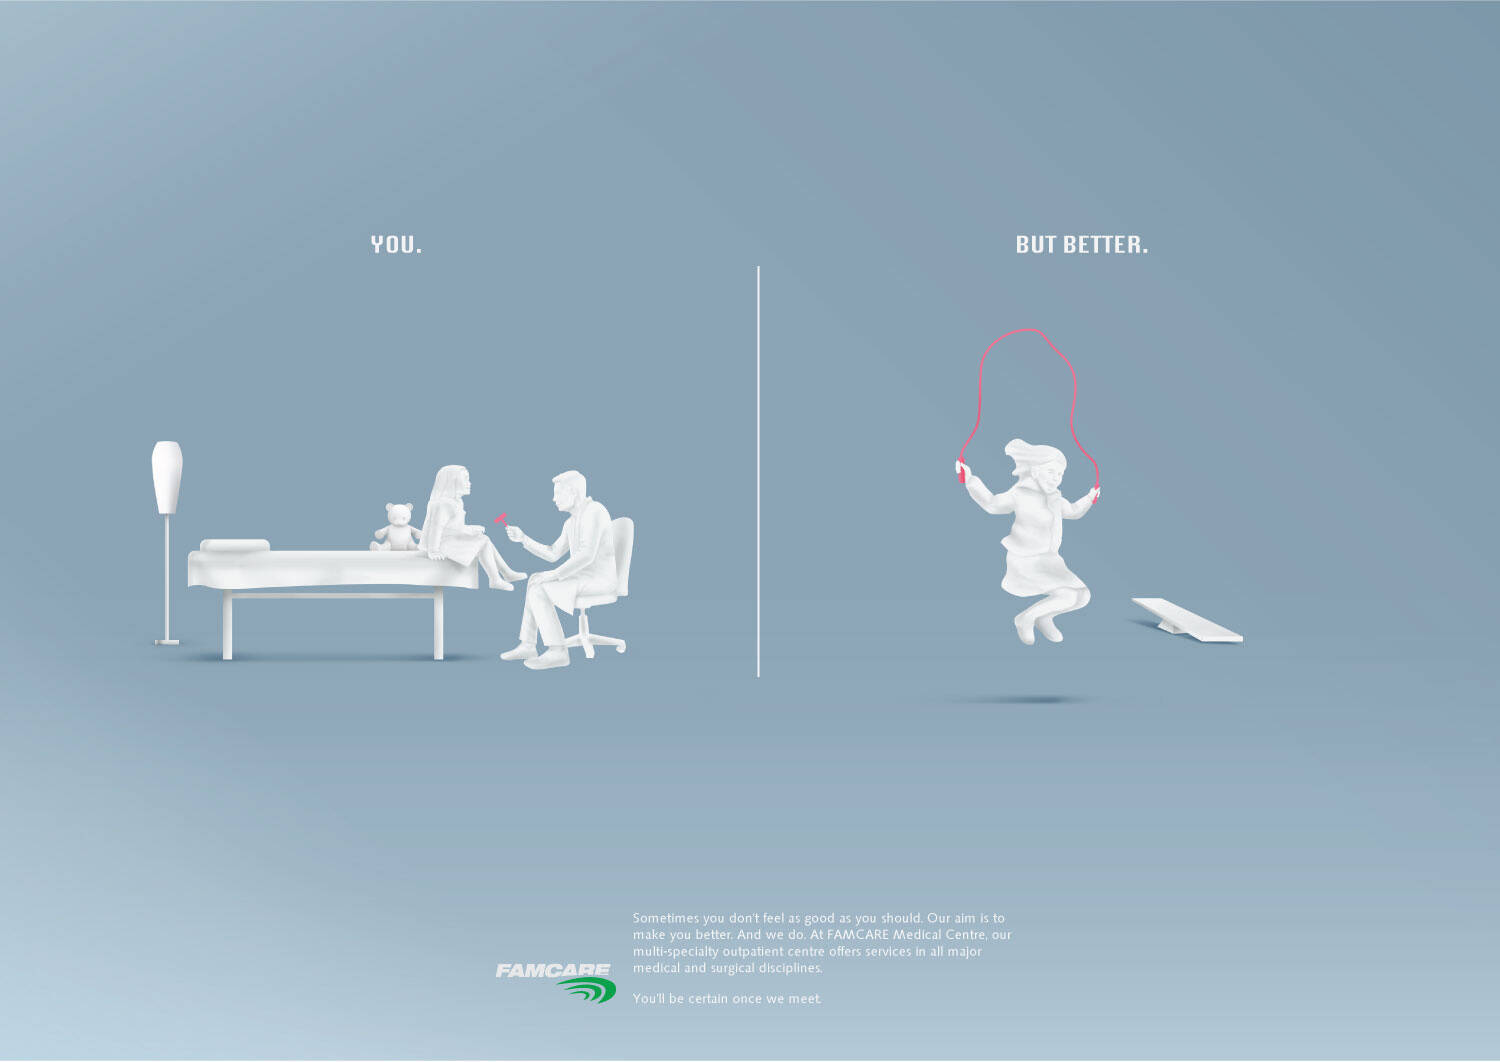 YOU.
BUT BETTER.
Sometimes you don't feel as good as you should. Our aim is to
make you better. And we do. At FAMCARE Medical Centre, our
multi-specialty outpatient centre offers services in all major
medical and surgical disciplines.
You'll be certain once we meet.
FAMCARE